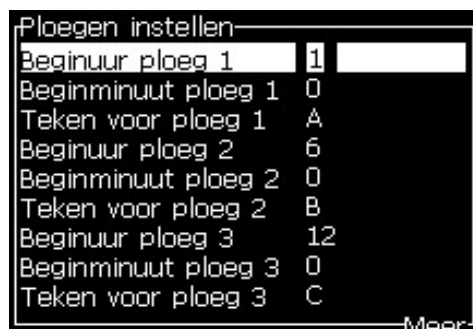 Ploegen instellen
Beginuur ploeg 1 1
Beginminuut ploeg 1 0
Teken voor ploeg 1 A
Beginuur ploeg 2 6
Beginminuut ploeg 2 0
Teken voor ploeg 2 B
Beginuur ploeg 3 12
Beginminuut ploeg 3 0
Teken voor ploeg 3 C
Meer